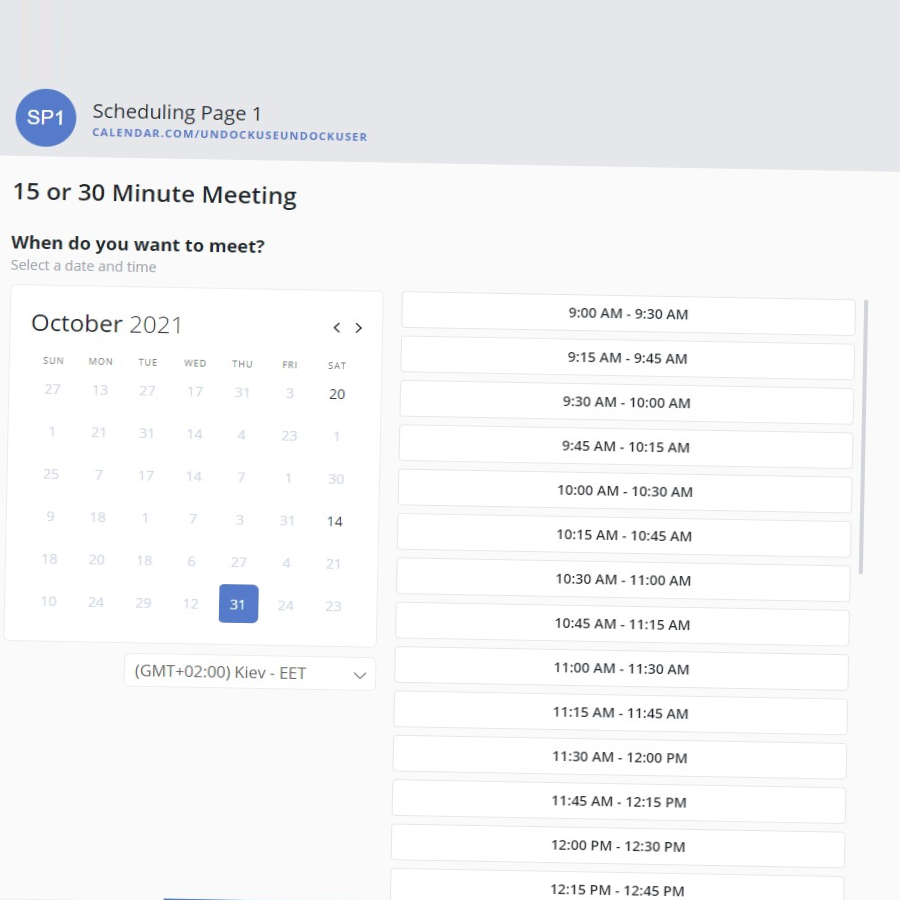 SP1
Scheduling Page 1
CALENDAR.COM/UNDOCKUSEUNDOCKUSER
15 or 30 Minute Meeting
When do you want to meet?
Select a date and time
October 2021
SUN MON TUE WED THU FRI SAT
27 13 27 17 31 3 20
1 21 31 14 4 23 1
25 7 17 14 7 1 30
9 18 1 7 3 31 14
18 20 18 6 27 4 21
10 24 29 12 31 24 23
(GMT+02:00) Kiev - EET
9:00 AM - 9:30 AM
9:15 AM - 9:45 AM
9:30 AM - 10:00 AM
9:45 AM - 10:15 AM
10:00 AM - 10:30 AM
10:15 AM - 10:45 AM
10:30 AM - 11:00 AM
10:45 AM - 11:15 AM
11:00 AM - 11:30 AM
11:15 AM - 11:45 AM
11:30 AM - 12:00 PM
11:45 AM - 12:15 PM
12:00 PM - 12:30 PM
12:15 PM - 12:45 PM